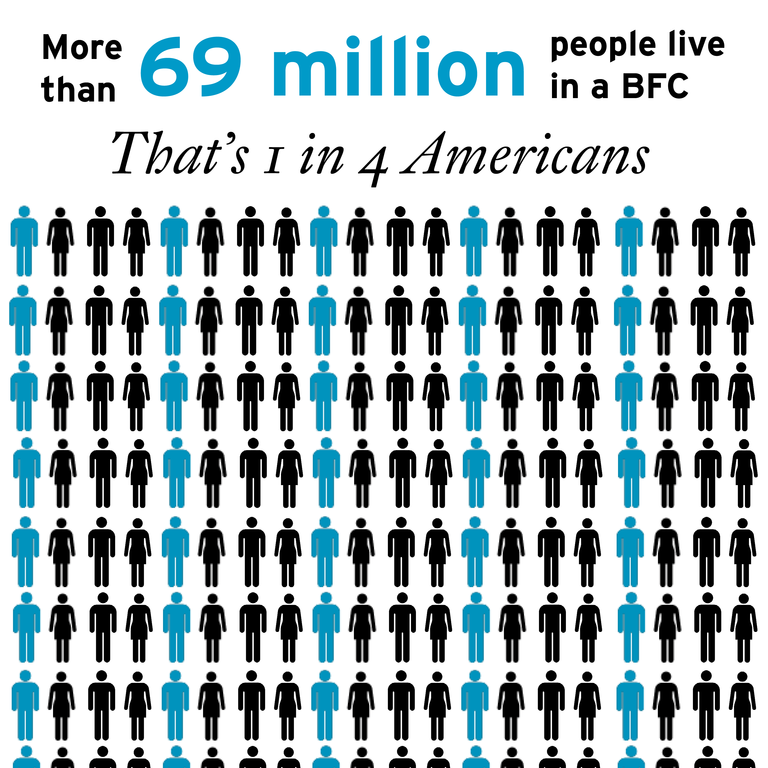 More than 69 million people live in a BFC
That's 1 in 4 Americans